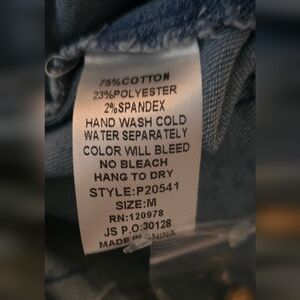 75%COTTON
23%POLYESTER
2%SPANDEX
HAND WASH COLD
WATER SEPARATELY
COLOR WILL BLEED
NO BLEACH
HANG TO DRY
STYLE:P20541
SIZE:M
RN:120978
JS P.O:30128
MADE IN CHINA